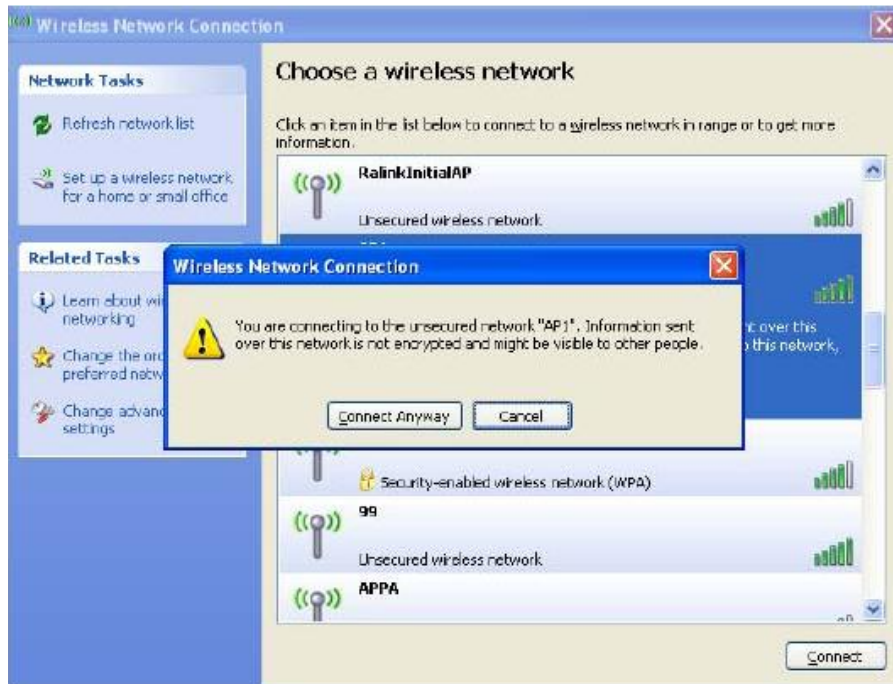 Wireless Network Connection
Network Tasks
Refresh network list
Set up a wireless network
for a home or small office
Related Tasks
Learn about wi
networking
Change the ord
preferred netw
Change advanc
settings
Choose a wireless network
Click an item in the list below to connect to a wireless network in range or to get more
information.
RalinkInitialAP
Unsecured wireless network
Wireless Network Connection
You are connecting to the unsecured network "AP1". Information sent
over this network is not encrypted and might be visible to other people.
Connect Anyway
Cancel
t over this
this network,
Security-enabled wireless network (WPA)
99
Unsecured wireless network
APPA
Connect